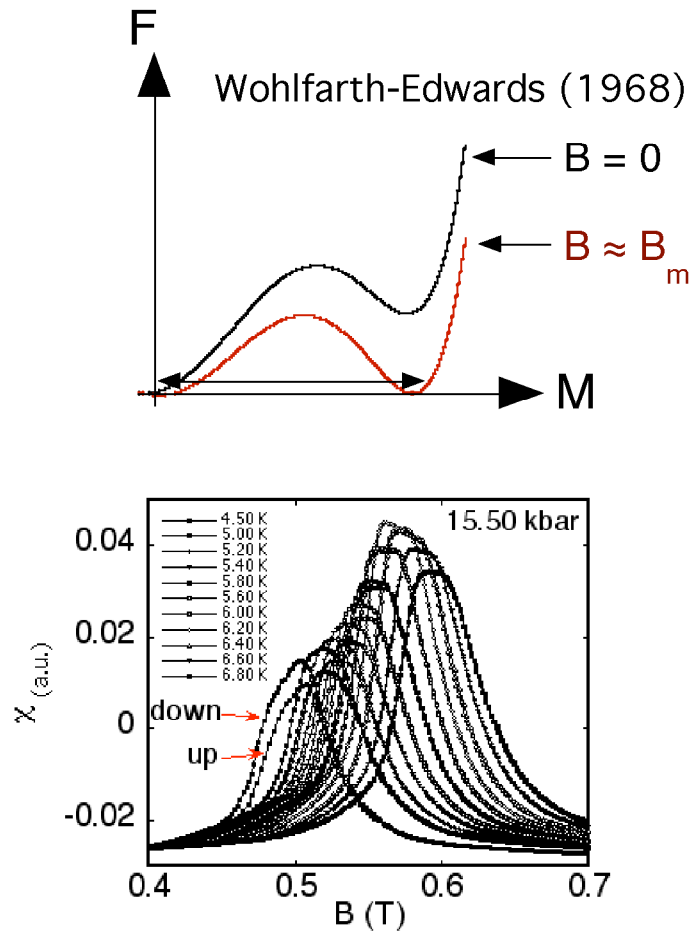 F
Wohlfarth-Edwards (1968)
B = 0
B ≈ Bm
M
15.50 kbar
4.50 K
5.00 K
5.20 K
5.40 K
5.80 K
5.60 K
6.00 K
6.20 K
6.40 K
6.60 K
6.80 K
0.04
0.02
0
-0.02
χ (a.u.)
down
up
0.4 0.5 0.6 0.7
B (T)